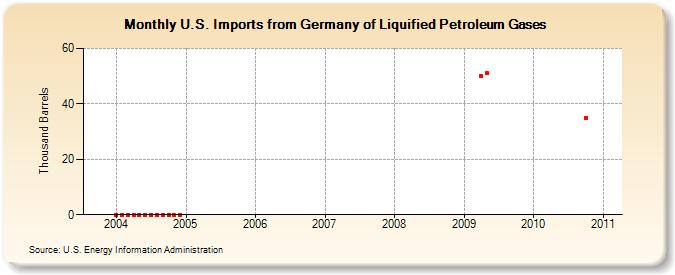 Monthly U.S. Imports from Germany of Liquified Petroleum Gases
Thousand Barrels
60
40
20
0
2004 2005 2006 2007 2008 2009 2010 2011
Source: U.S. Energy Information Administration